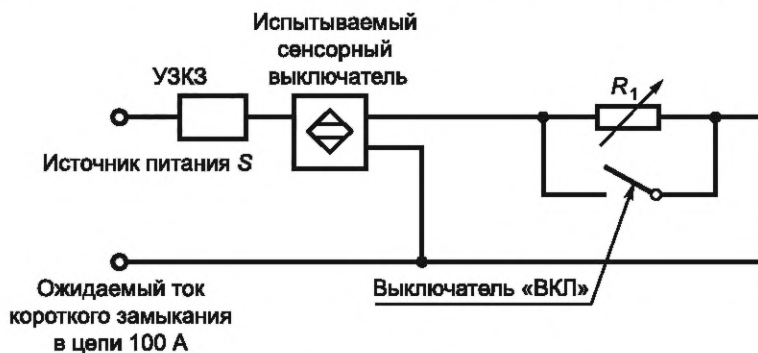 Испытываемый
сенсорный
выключатель
УЗКЗ
R1
Источник питания S
Ожидаемый ток
короткого замыкания
в цепи 100 А
Выключатель «ВКЛ»